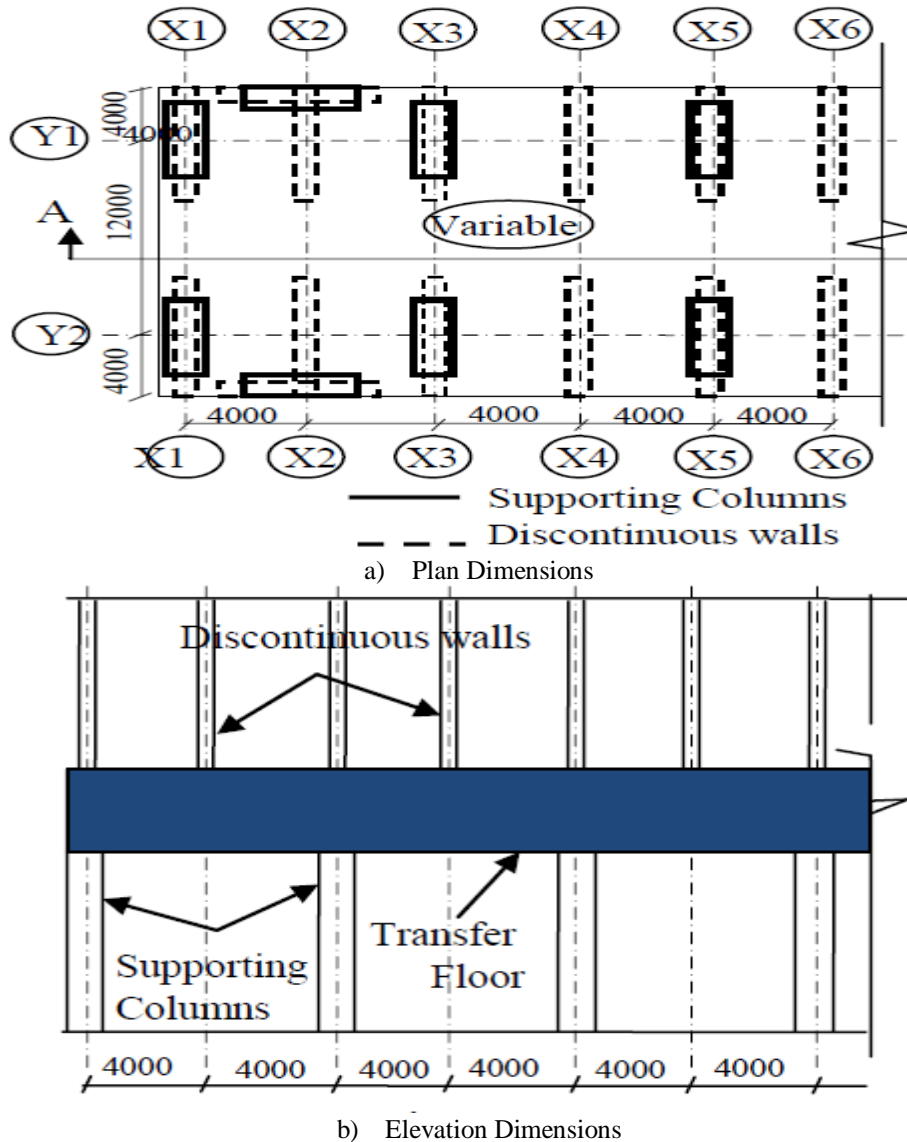 X1 X2 X3 X4 X5 X6
4000
Y1 4000
12000
A
Variable
Y2
4000
4000 4000 4000 4000
X1 X2 X3 X4 X5 X6
Supporting Columns
Discontinuous walls
a) Plan Dimensions
Discontinuous walls
Transfer
Floor
Supporting
Columns
4000 4000 4000 4000 4000 4000
b) Elevation Dimensions